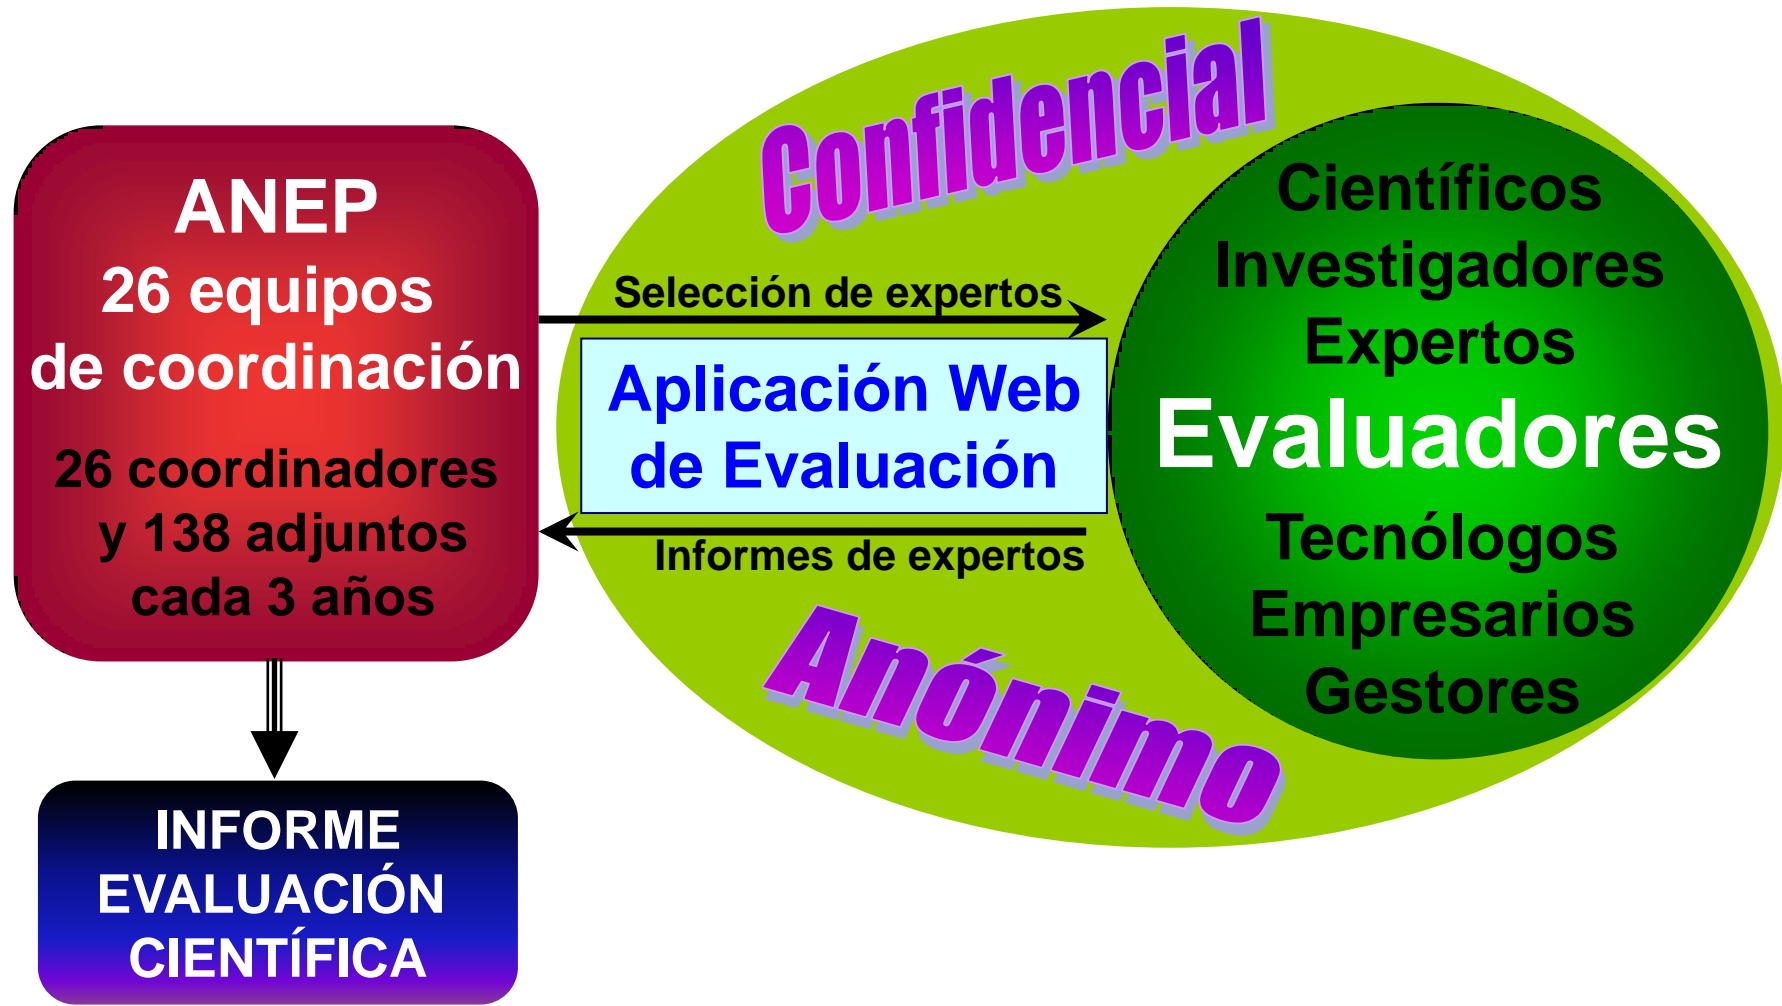 ANEP
26 equipos
de coordinación
26 coordinadores
y 138 adjuntos
cada 3 años
INFORME
EVALUACIÓN
CIENTÍFICA
Confidencial
Selección de expertos
Aplicación Web
de Evaluación
Informes de expertos
Anónimo
Científicos
Investigadores
Expertos
Evaluadores
Tecnólogos
Empresarios
Gestores